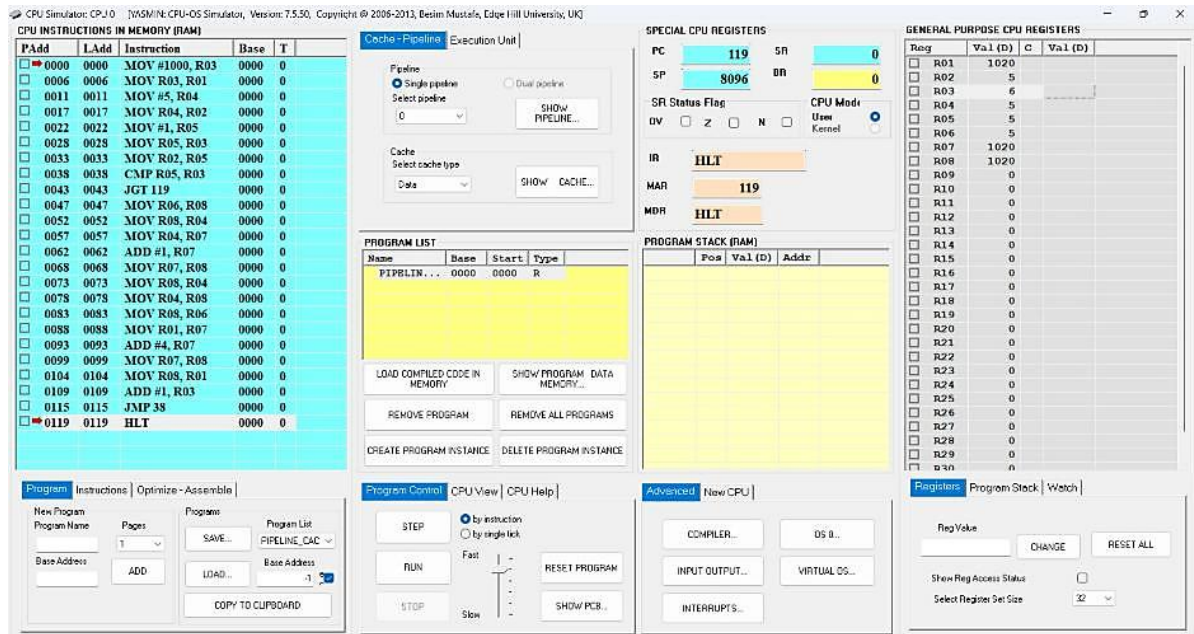 CPU Simulator: CPU 0 [YASMIN: CPU-OS Simulator, Version: 7.5.50, Copyright © 2006-2013, Besim Mustafa, Edge Hill University, UK]
CPU INSTRUCTIONS IN MEMORY (RAM)
PAdd LAdd Instruction Base T
0000 0000 MOV #1000, R03 0000 0
0006 0006 MOV R03, R01 0000 0
0011 0011 MOV #5, R04 0000 0
0017 0017 MOV R04, R02 0000 0
0022 0022 MOV #1, R05 0000 0
0028 0028 MOV R05, R03 0000 0
0033 0033 MOV R02, R05 0000 0
0038 0038 CMP R05, R03 0000 0
0043 0043 JGT 119 0000 0
0047 0047 MOV R06, R08 0000 0
0052 0052 MOV R08, R04 0000 0
0057 0057 MOV R04, R07 0000 0
0062 0062 ADD #1, R07 0000 0
0068 0068 MOV R07, R08 0000 0
0073 0073 MOV R08, R04 0000 0
0078 0078 MOV R04, R08 0000 0
0083 0083 MOV R08, R06 0000 0
0088 0088 MOV R01, R07 0000 0
0093 0093 ADD #4, R07 0000 0
0099 0099 MOV R07, R08 0000 0
0104 0104 MOV R08, R01 0000 0
0109 0109 ADD #1, R03 0000 0
0115 0115 JMP 38 0000 0
0119 0119 HLT 0000 0
Program Instructions Optimize - Assemble
New Program
Program Name Pages
1
Base Address
ADD
Programs
SAVE...
Program List
PIPELINE_CAC
LOAD...
Base Address
-1
COPY TO CLIPBOARD
Cache - Pipeline Execution Unit
Pipeline
Single pipeline Dual pipeline
Select pipeline
0
SHOW
PIPELINE...
Cache
Select cache type
Data
SHOW CACHE...
PROGRAM LIST
Name Base Start Type
PIPELIN... 0000 0000 R
LOAD COMPILED CODE IN
MEMORY
SHOW PROGRAM DATA
MEMORY...
REMOVE PROGRAM REMOVE ALL PROGRAMS
CREATE PROGRAM INSTANCE DELETE PROGRAM INSTANCE
Program Control CPU View CPU Help
STEP
by instruction
by single tick
Fast
RUN
RESET PROGRAM
STOP
Slow
SHOW PCB...
SPECIAL CPU REGISTERS
PC 119 SR 0
SP 8096 BR 0
SR Status Flag
OV Z N
CPU Mode
User
Kernel
IR HLT
MAR 119
MDR HLT
PROGRAM STACK (RAM)
Pos Val (D) Addr
Advanced New CPU
COMPILER... OS 0...
INPUT OUTPUT... VIRTUAL OS...
INTERRUPTS...
GENERAL PURPOSE CPU REGISTERS
Reg Val (D) C Val (D)
R01 1020
R02 5
R03 6
R04 5
R05 5
R06 5
R07 1020
R08 1020
R09 0
R10 0
R11 0
R12 0
R13 0
R14 0
R15 0
R16 0
R17 0
R18 0
R19 0
R20 0
R21 0
R22 0
R23 0
R24 0
R25 0
R26 0
R27 0
R28 0
R29 0
R30 0
Registers Program Stack Watch
Reg Value
CHANGE RESET ALL
Show Reg Access Status
Select Register Set Size 32